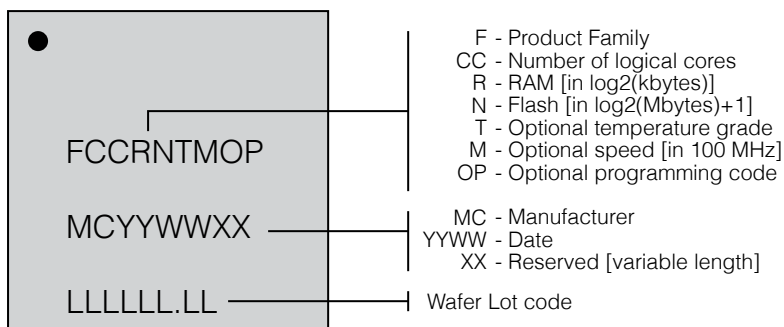 FCCRNTMOP
F - Product Family
CC - Number of logical cores
R - RAM [in log2(kbytes)]
N - Flash [in log2(Mbytes)+1]
T - Optional temperature grade
M - Optional speed [in 100 MHz]
OP - Optional programming code
MCYYWWXX
MC - Manufacturer
YYWW - Date
XX - Reserved [variable length]
LLLLLL.LL
Wafer Lot code